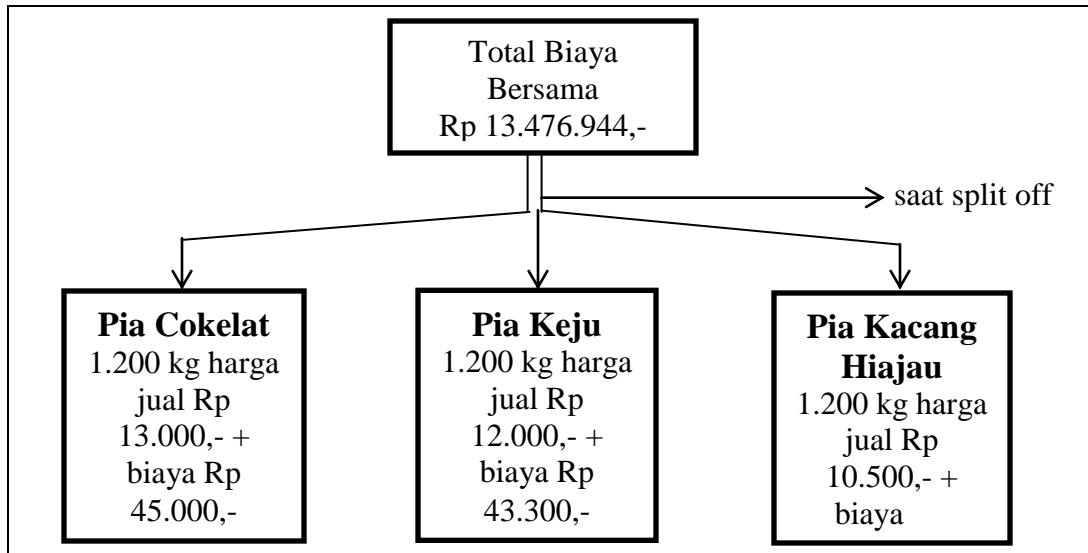 Total Biaya
Bersama
Rp 13.476.944,-
saat split off
Pia Cokelat
1.200 kg harga
jual Rp
13.000,- +
biaya Rp
45.000,-
Pia Keju
1.200 kg harga
jual Rp
12.000,- +
biaya Rp
43.300,-
Pia Kacang
Hiajau
1.200 kg harga
jual Rp
10.500,- +
biaya